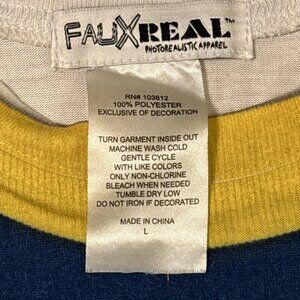 FAUXREAL™
PHOTOREALISTIC APPAREL
RN# 103612
100% POLYESTER
EXCLUSIVE OF DECORATION
TURN GARMENT INSIDE OUT
MACHINE WASH COLD
GENTLE CYCLE
WITH LIKE COLORS
ONLY NON-CHLORINE
BLEACH WHEN NEEDED
TUMBLE DRY LOW
DO NOT IRON IF DECORATED
MADE IN CHINA
L